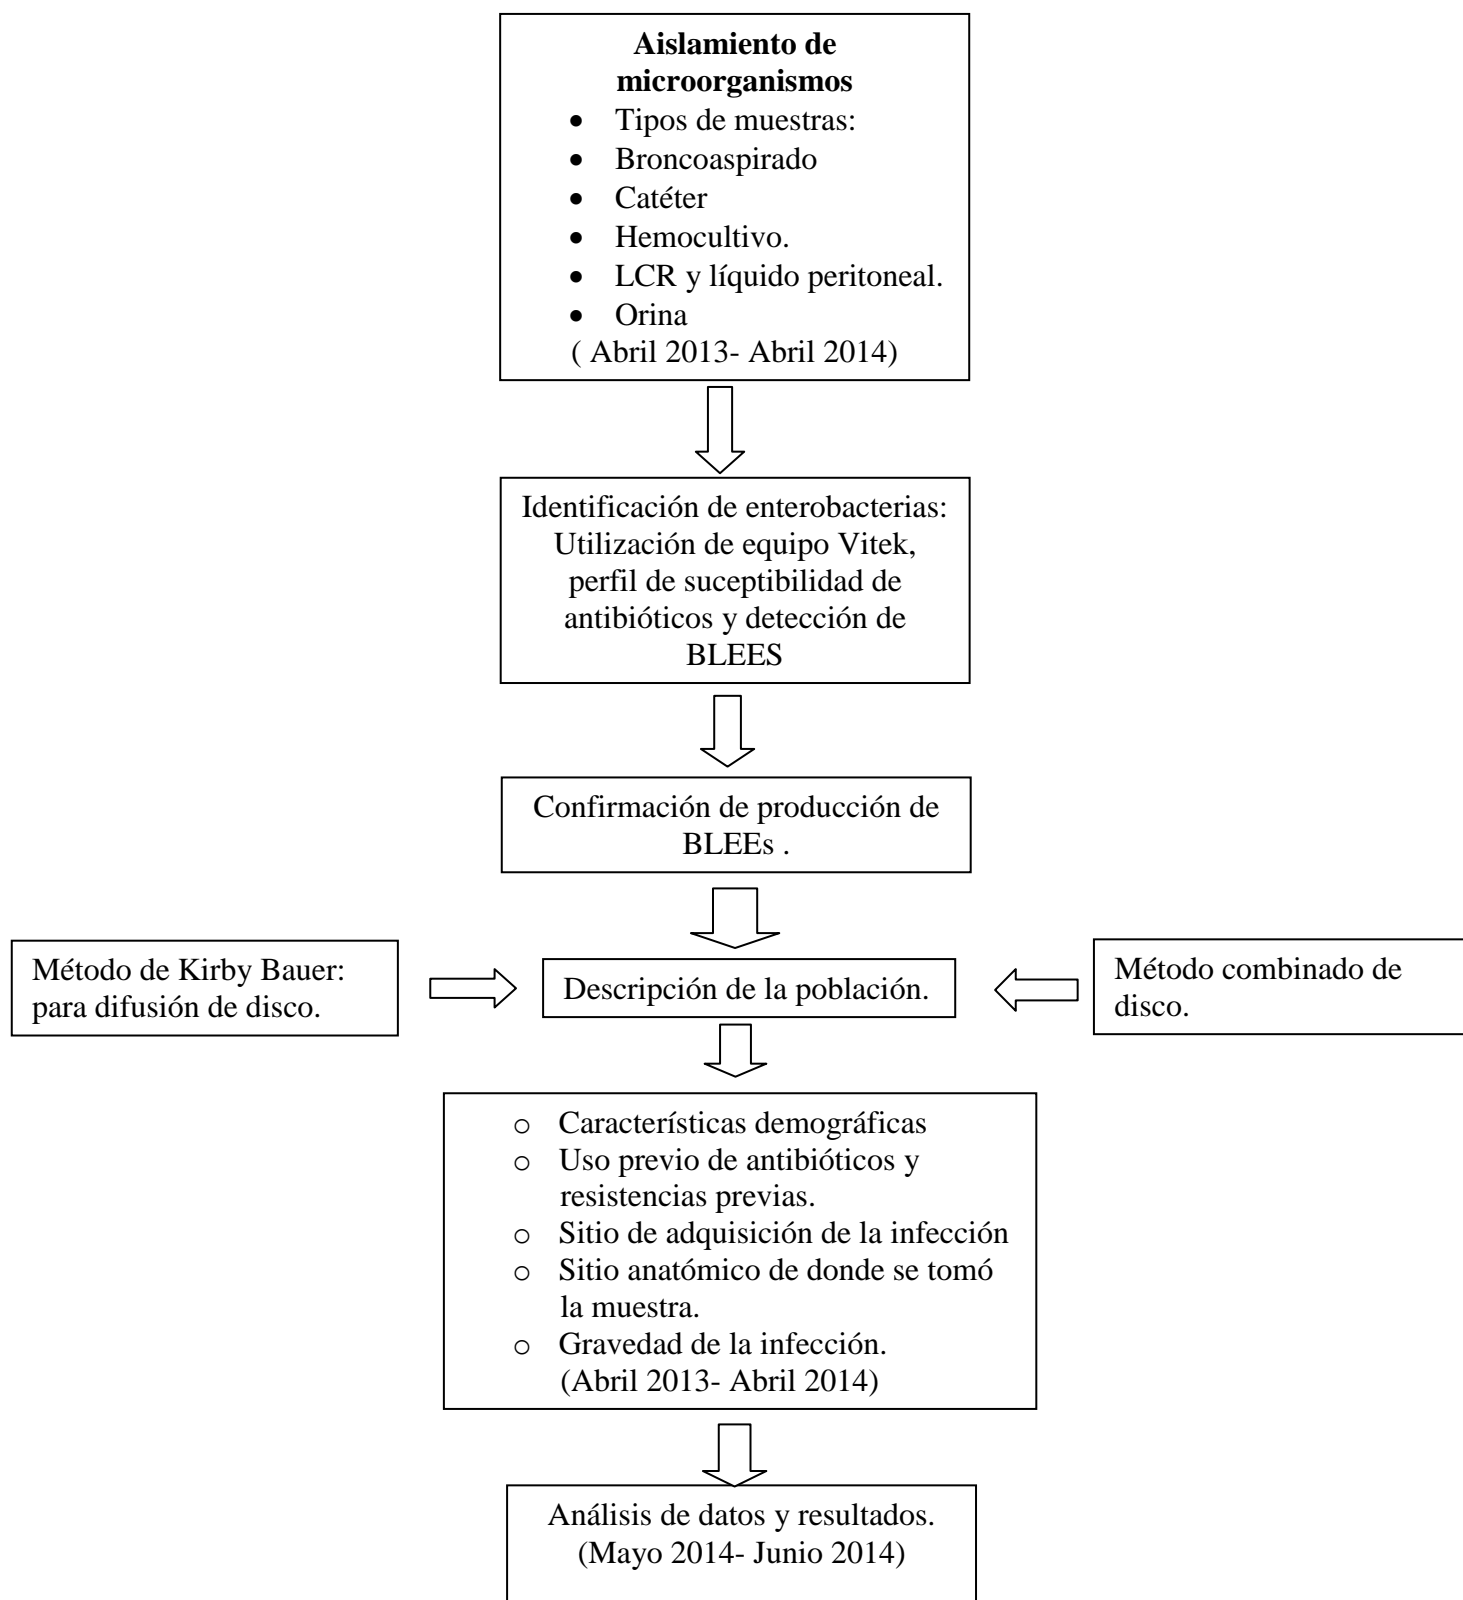 Aislamiento de
microorganismos
• Tipos de muestras:
• Broncoaspirado
• Catéter
• Hemocultivo.
• LCR y líquido peritoneal.
• Orina
( Abril 2013- Abril 2014)
Identificación de enterobacterias:
Utilización de equipo Vitek,
perfil de suceptibilidad de
antibióticos y detección de
BLEES
Confirmación de producción de
BLEEs .
Método de Kirby Bauer:
para difusión de disco.
Descripción de la población.
Método combinado de
disco.
o Características demográficas
o Uso previo de antibióticos y
resistencias previas.
o Sitio de adquisición de la infección
o Sitio anatómico de donde se tomó
la muestra.
o Gravedad de la infección.
(Abril 2013- Abril 2014)
Análisis de datos y resultados.
(Mayo 2014- Junio 2014)